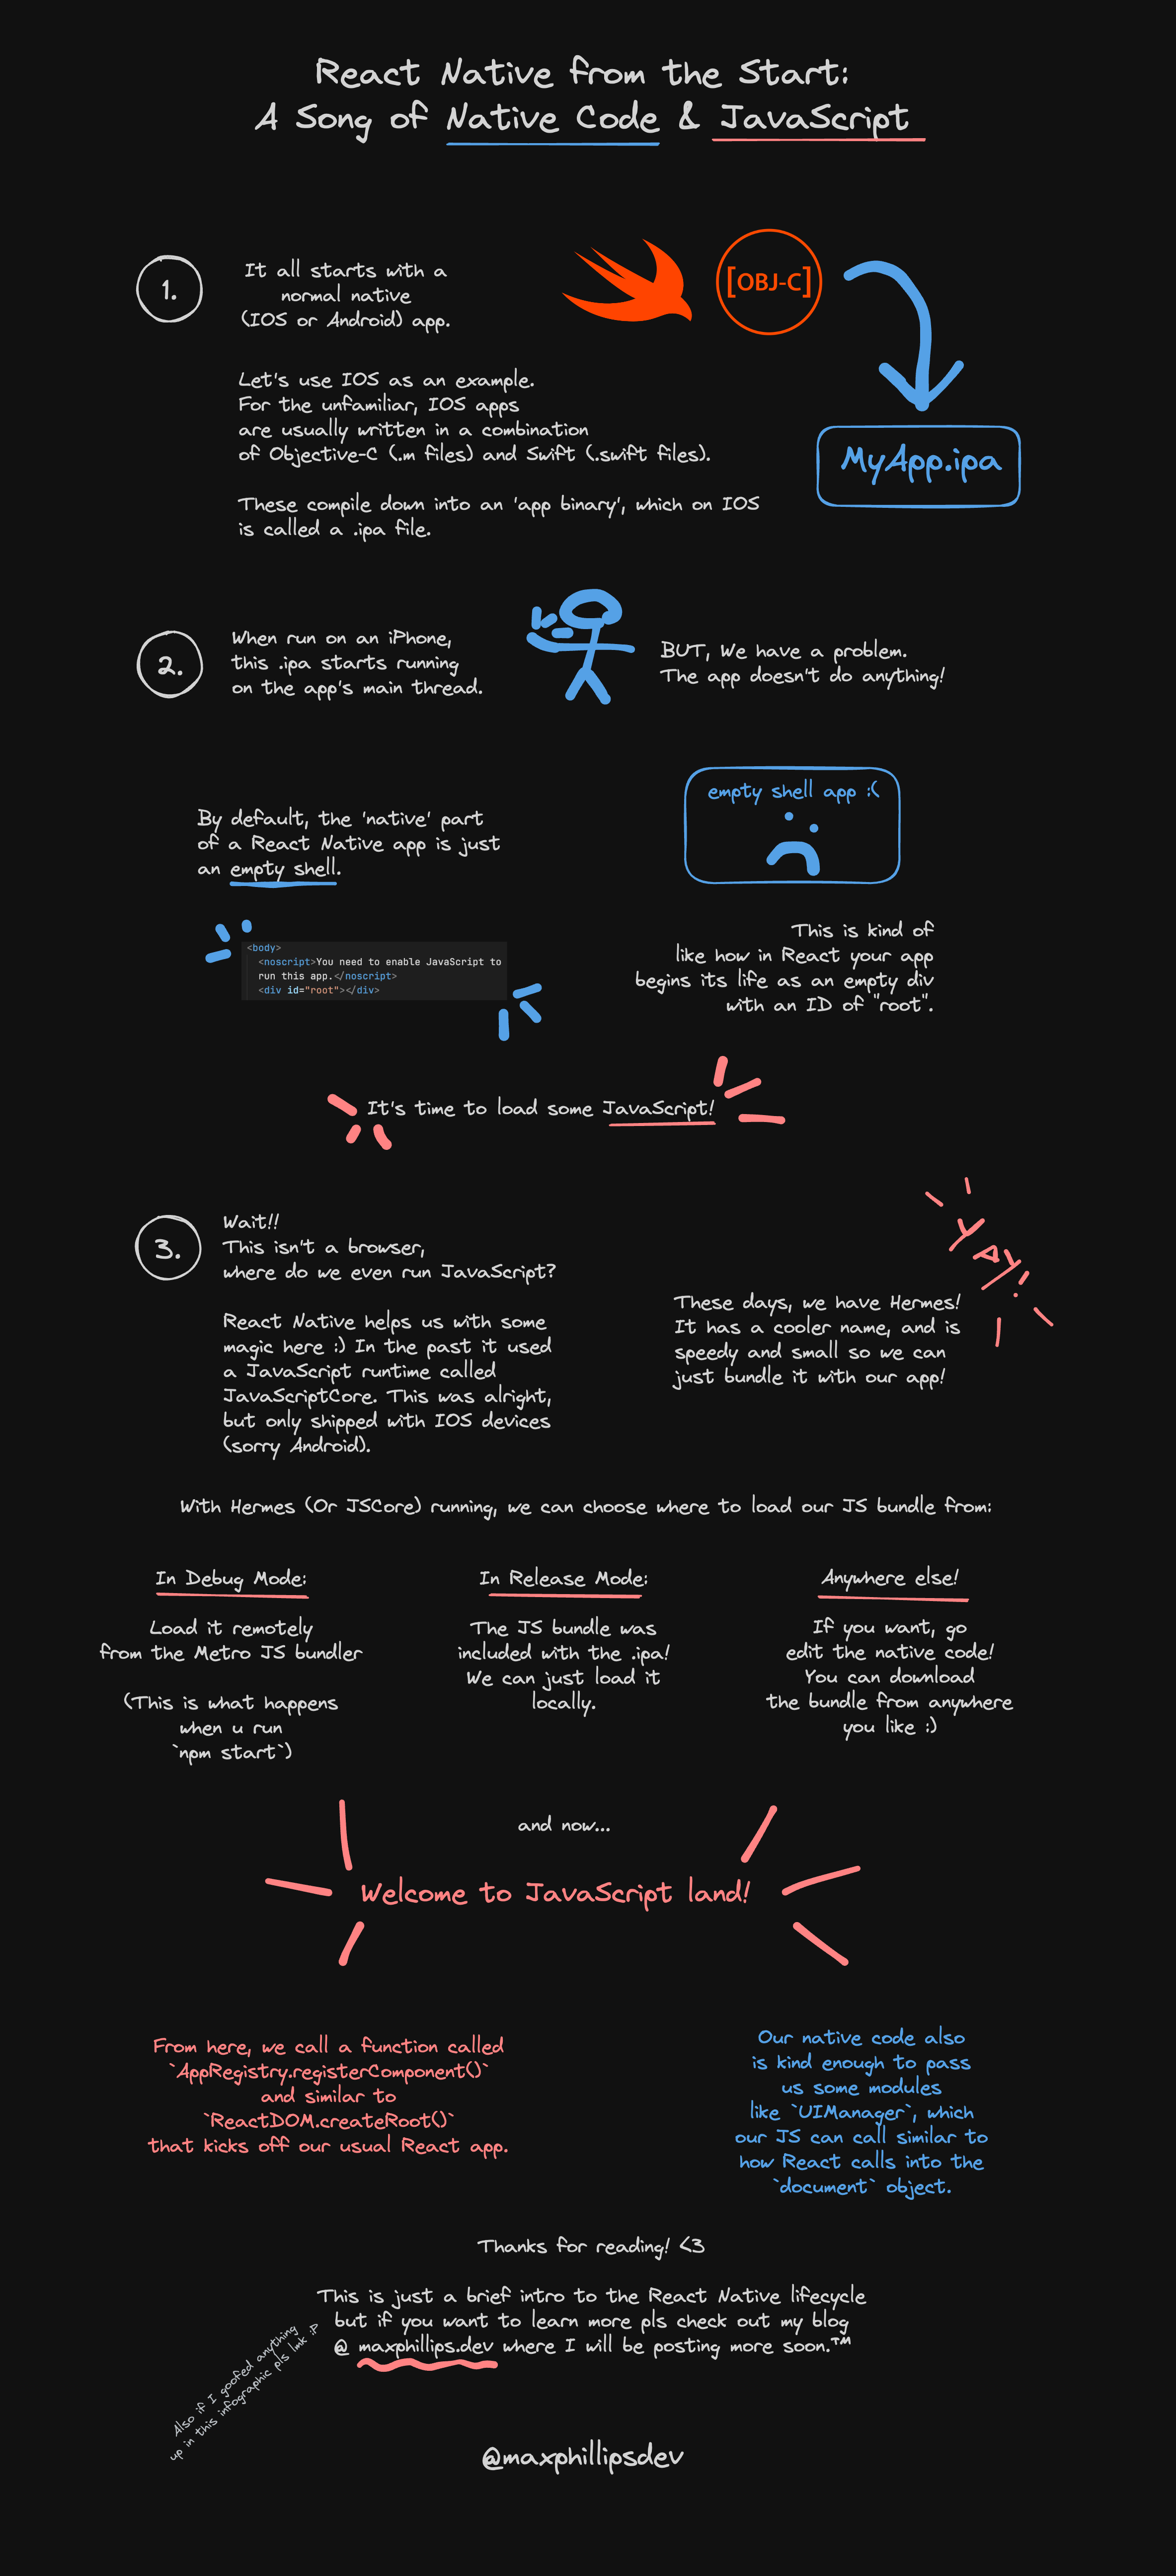 React Native from the Start:
A Song of Native Code & JavaScript
1.
It all starts with a
normal native
(IOS or Android) app.
[OBJ-C]
Let's use IOS as an example.
For the unfamiliar, IOS apps
are usually written in a combination
of Objective-C (.m files) and Swift (.swift files).
MyApp.ipa
These compile down into an 'app binary', which on IOS
is called a .ipa file.
2.
When run on an iPhone,
this .ipa starts running
on the app's main thread.
BUT, We have a problem.
The app doesn't do anything!
By default, the 'native' part
of a React Native app is just
an empty shell.
empty shell app :(
<body>
<noscript>You need to enable JavaScript to
run this app.</noscript>
<div id="root"></div>
This is kind of
like how in React your app
begins its life as an empty div
with an ID of "root".
It's time to load some JavaScript!
3.
Wait!!
This isn't a browser,
where do we even run JavaScript?
React Native helps us with some
magic here :) In the past it used
a JavaScript runtime called
JavaScriptCore. This was alright,
but only shipped with IOS devices
(sorry Android).
YAY!
These days, we have Hermes!
It has a cooler name, and is
speedy and small so we can
just bundle it with our app!
With Hermes (Or JSCore) running, we can choose where to load our JS bundle from:
In Debug Mode:
Load it remotely
from the Metro JS bundler
(This is what happens
when u run
`npm start`)
In Release Mode:
The JS bundle was
included with the .ipa!
We can just load it
locally.
Anywhere else!
If you want, go
edit the native code!
You can download
the bundle from anywhere
you like :)
and now...
Welcome to JavaScript land!
From here, we call a function called
`AppRegistry.registerComponent()`
and similar to
`ReactDOM.createRoot()`
that kicks off our usual React app.
Our native code also
is kind enough to pass
us some modules
like `UIManager`, which
our JS can call similar to
how React calls into the
`document` object.
Thanks for reading! <3
This is just a brief intro to the React Native lifecycle
but if you want to learn more pls check out my blog
@ maxphillips.dev where I will be posting more soon.™
Also if I goofed anything
up in this infographic pls lmk :P
@maxphillipsdev